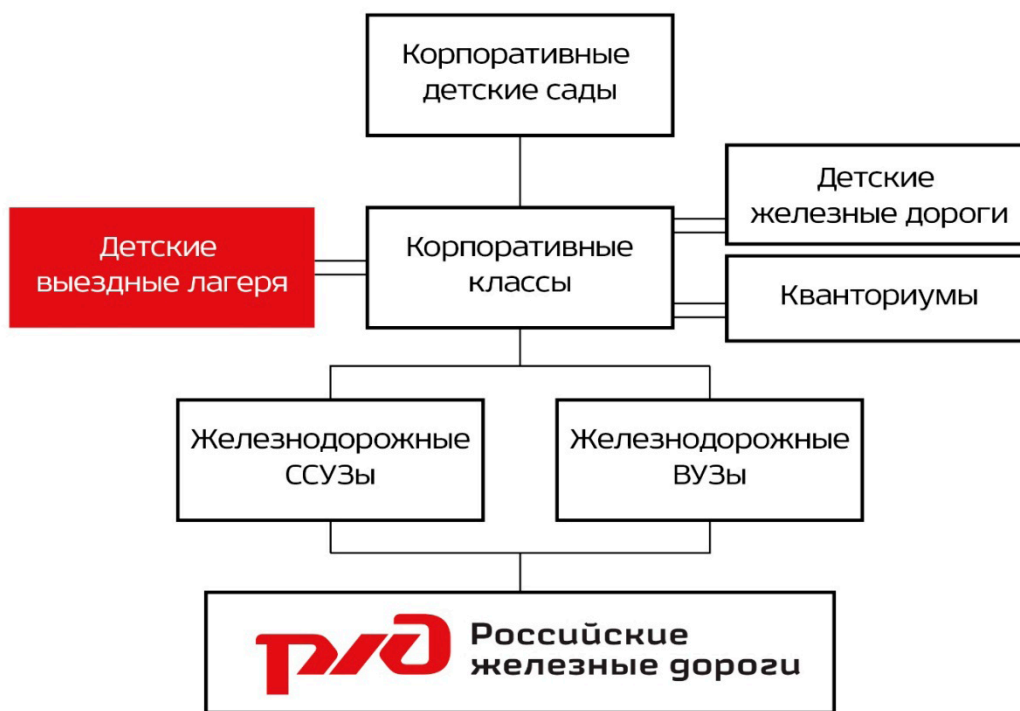 Корпоративные
детские сады
Детские
железные дороги
Детские
выездные лагеря
Корпоративные
классы
Кванториумы
Железнодорожные
ССУЗы
Железнодорожные
ВУЗы
ржд Российские
железные дороги